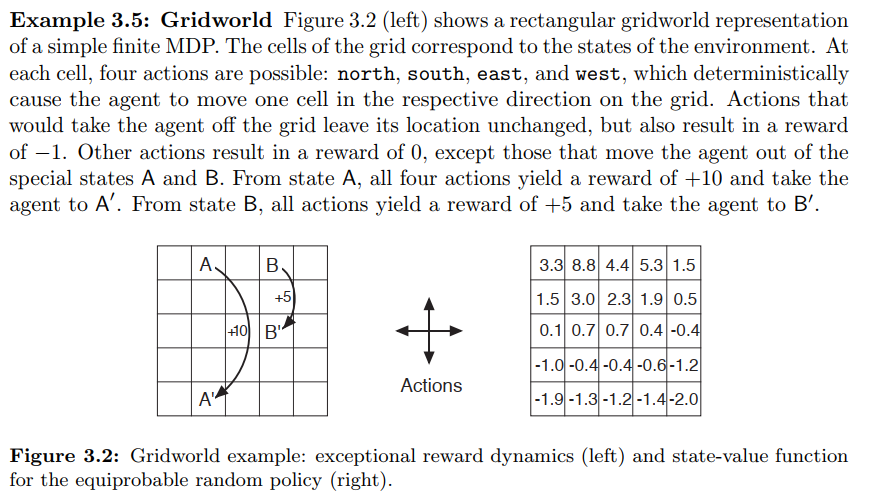 Example 3.5: Gridworld Figure 3.2 (left) shows a rectangular gridworld representation
of a simple finite MDP. The cells of the grid correspond to the states of the environment. At
each cell, four actions are possible: north, south, east, and west, which deterministically
cause the agent to move one cell in the respective direction on the grid. Actions that
would take the agent off the grid leave its location unchanged, but also result in a reward
of −1. Other actions result in a reward of 0, except those that move the agent out of the
special states A and B. From state A, all four actions yield a reward of +10 and take the
agent to A′. From state B, all actions yield a reward of +5 and take the agent to B′.
A B
+5
+10 B'
A'
Actions
3.3 8.8 4.4 5.3 1.5
1.5 3.0 2.3 1.9 0.5
0.1 0.7 0.7 0.4 -0.4
-1.0 -0.4 -0.4 -0.6 -1.2
-1.9 -1.3 -1.2 -1.4 -2.0
Figure 3.2: Gridworld example: exceptional reward dynamics (left) and state-value function
for the equiprobable random policy (right).